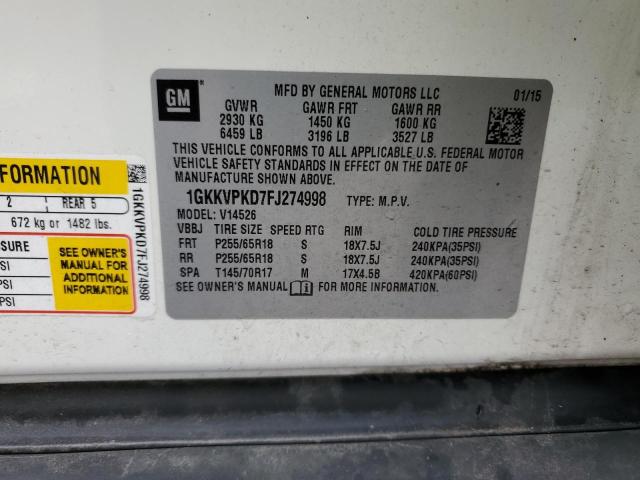 GM
MFD BY GENERAL MOTORS LLC 01/15
GVWR GAWR FRT GAWR RR
2930 KG 1450 KG 1600 KG
6459 LB 3196 LB 3527 LB
THIS VEHICLE CONFORMS TO ALL APPLICABLE U.S. FEDERAL MOTOR
VEHICLE SAFETY STANDARDS IN EFFECT ON THE DATE OF
MANUFACTURE SHOWN ABOVE.
1GKKVPKD7FJ274998 TYPE: M.P.V.
MODEL: V14526
VBBJ TIRE SIZE SPEED RTG RIM COLD TIRE PRESSURE
FRT P255/65R18 S 18X7.5J 240KPA(35PSI)
RR P255/65R18 S 18X7.5J 240KPA(35PSI)
SPA T145/70R17 M 17X4.5B 420KPA(60PSI)
SEE OWNER'S MANUAL FOR MORE INFORMATION.
FORMATION
2 REAR 5
672 kg or 1482 lbs.
SSURE
PSI
PSI
PSI
SEE OWNER'S
MANUAL FOR
ADDITIONAL
INFORMATION
1GKKVPKD7FJ274998